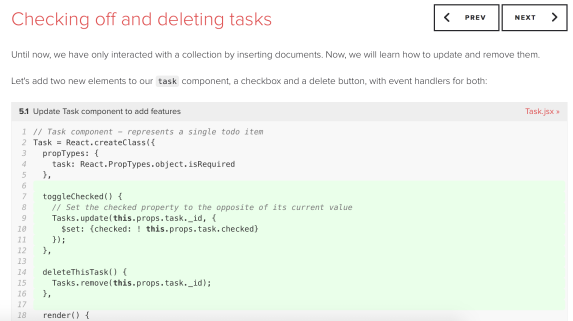 Checking off and deleting tasks
PREV
NEXT
Until now, we have only interacted with a collection by inserting documents. Now, we will learn how to update and remove them.
Let's add two new elements to our task component, a checkbox and a delete button, with event handlers for both:
5.1 Update Task component to add features
Task.jsx »
1 // Task component - represents a single todo item
2 Task = React.createClass({
3   propTypes: {
4     task: React.PropTypes.object.isRequired
5   },
6
7   toggleChecked() {
8     // Set the checked property to the opposite of its current value
9     Tasks.update(this.props.task._id, {
10       $set: {checked: ! this.props.task.checked}
11     });
12   },
13
14   deleteThisTask() {
15     Tasks.remove(this.props.task._id);
16   },
17
18   render() {